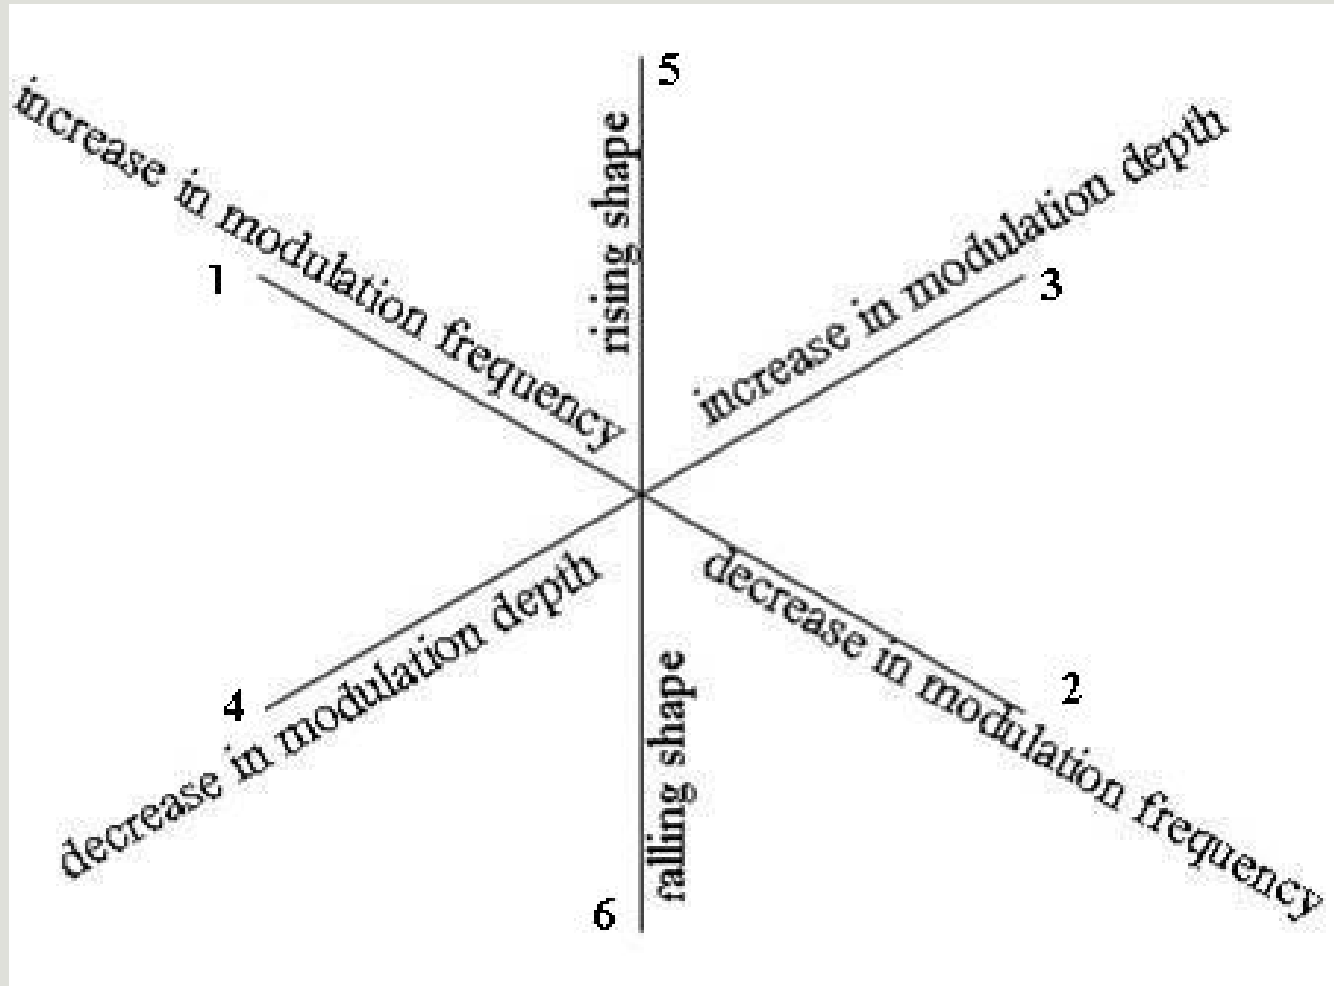 5
increase in modulation frequency
rising shape
increase in modulation depth
1
3
decrease in modulation depth
decrease in modulation frequency
4
2
falling shape
6